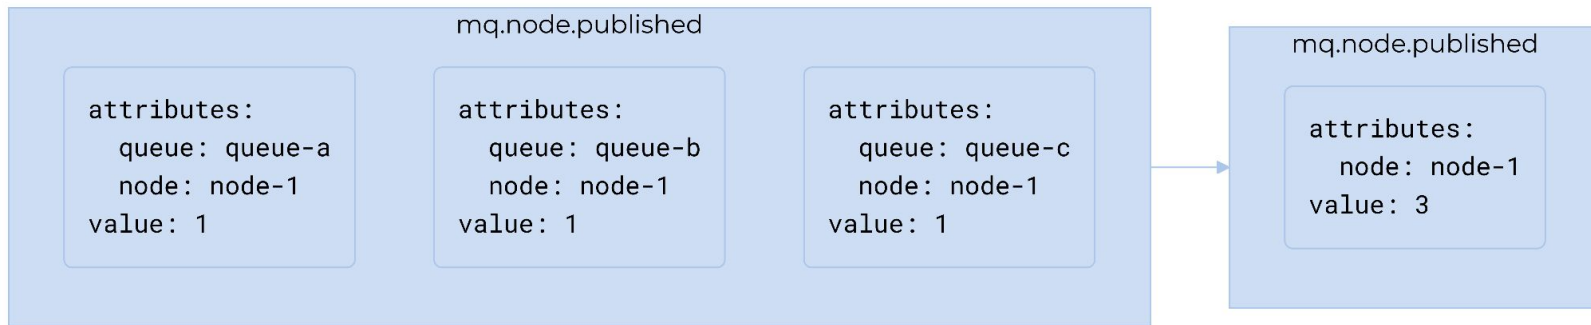 mq.node.published
attributes:
queue: queue-a
node: node-1
value: 1
attributes:
queue: queue-b
node: node-1
value: 1
attributes:
queue: queue-c
node: node-1
value: 1
mq.node.published
attributes:
node: node-1
value: 3